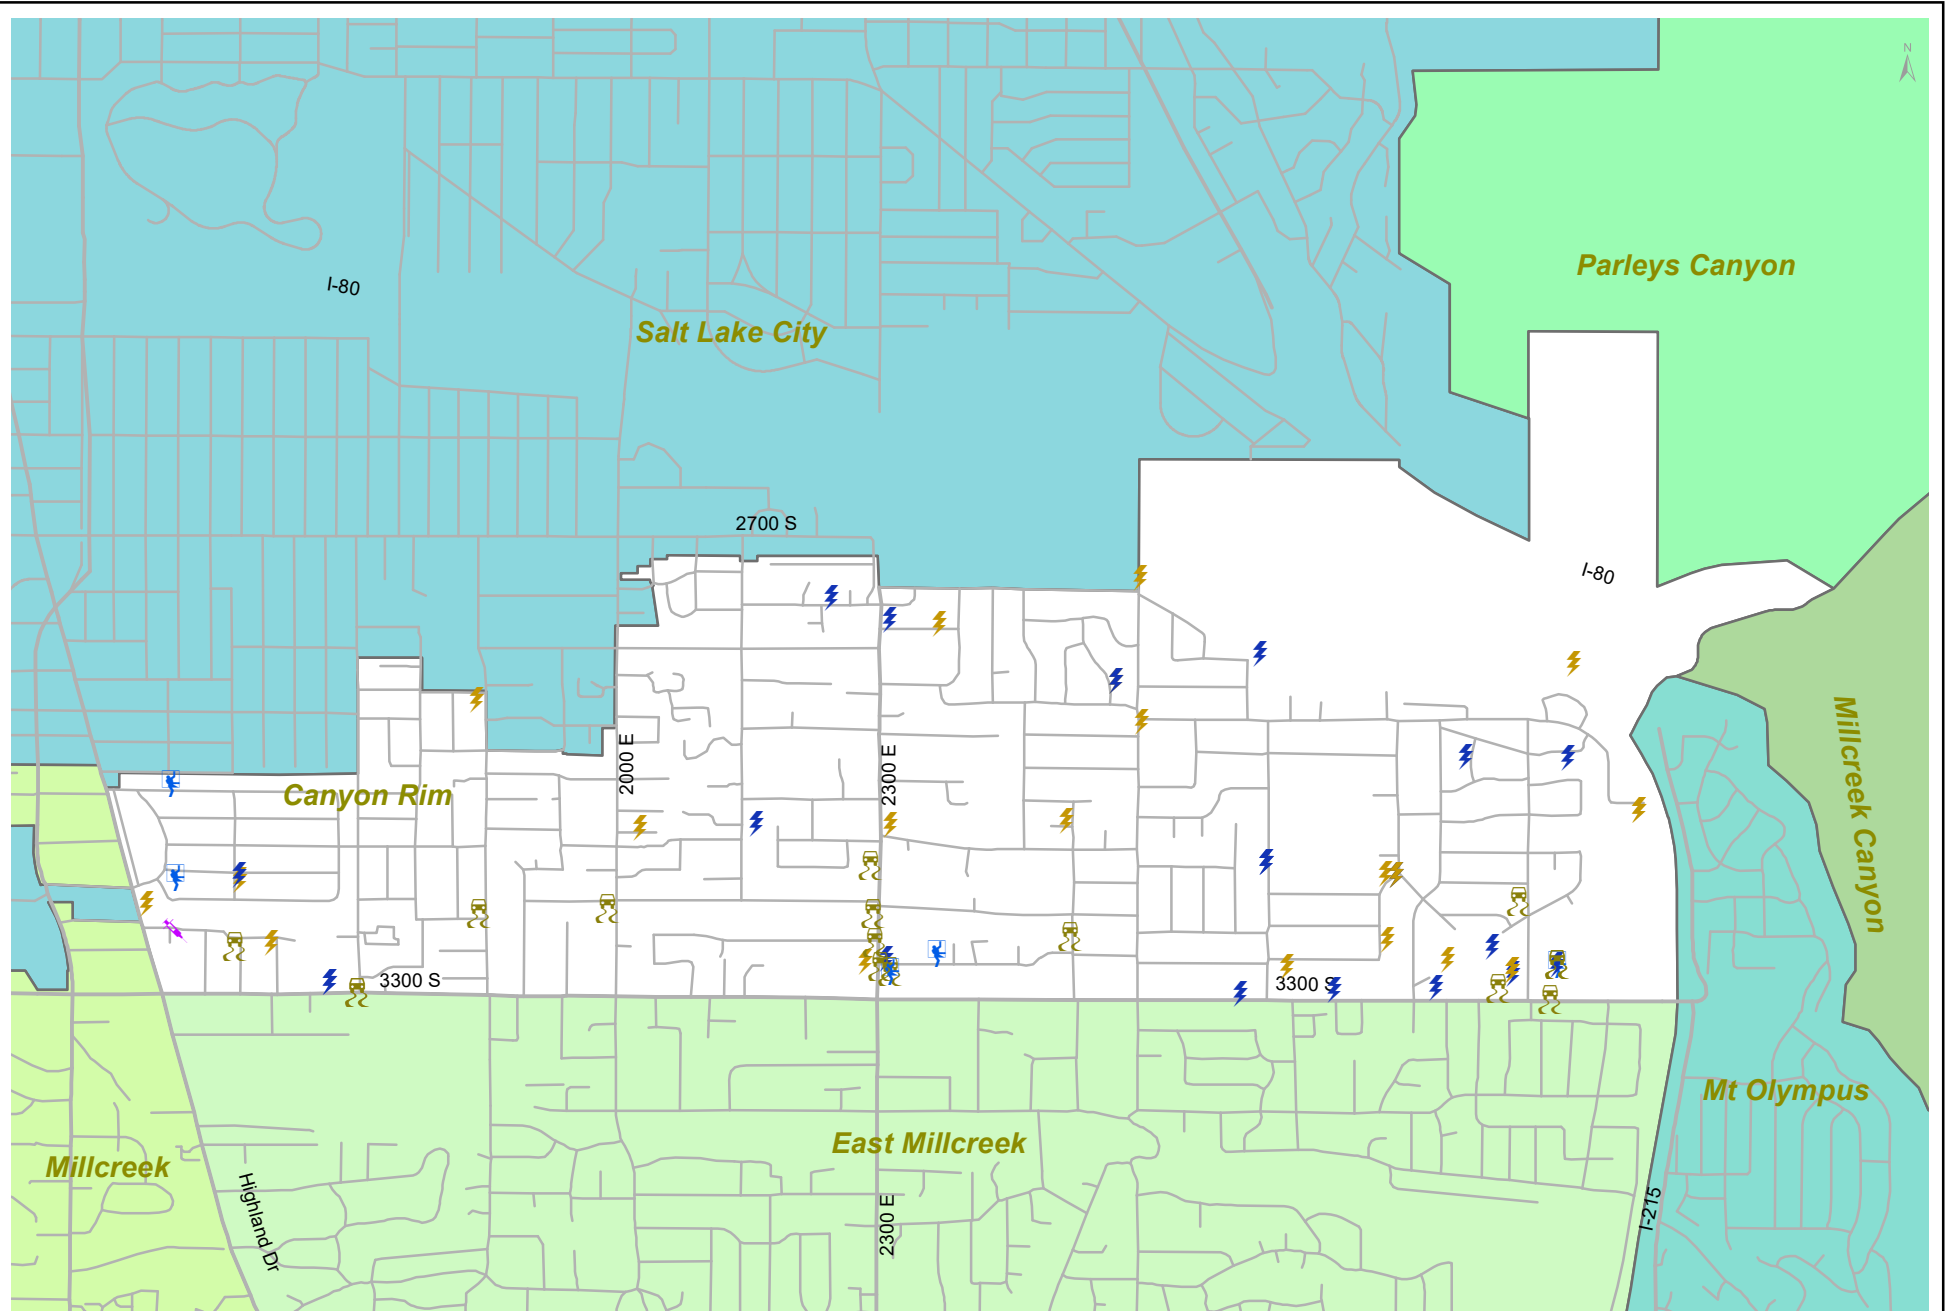 N
Parleys Canyon
I-80
Salt Lake City
2700 S
I-80
Millcreek Canyon
2000 E
2300 E
Canyon Rim
3300 S
3300 S
Mt Olympus
East Millcreek
Millcreek
Highland Dr
2300 E
I-215